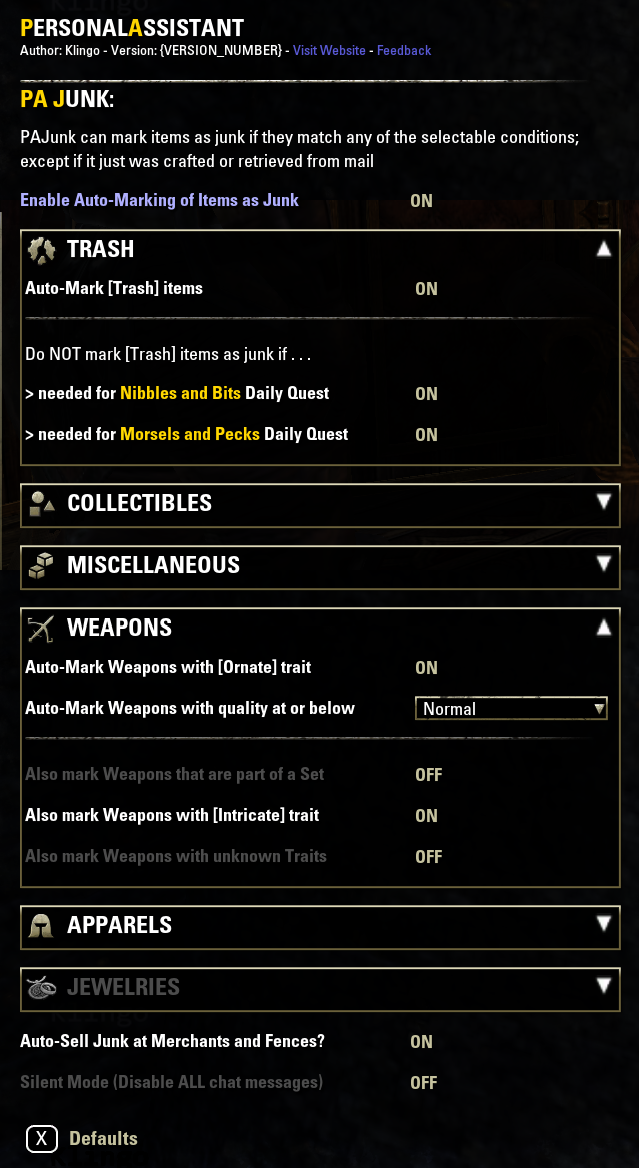 PERSONALASSISTANT
Author: Klingo - Version: {VERSION_NUMBER} - Visit Website - Feedback
PA JUNK:
PAJunk can mark items as junk if they match any of the selectable conditions;
except if it just was crafted or retrieved from mail
Enable Auto-Marking of Items as Junk ON
TRASH
Auto-Mark [Trash] items ON
Do NOT mark [Trash] items as junk if . . .
> needed for Nibbles and Bits Daily Quest ON
> needed for Morsels and Pecks Daily Quest ON
COLLECTIBLES
MISCELLANEOUS
WEAPONS
Auto-Mark Weapons with [Ornate] trait ON
Auto-Mark Weapons with quality at or below Normal
Also mark Weapons that are part of a Set OFF
Also mark Weapons with [Intricate] trait ON
Also mark Weapons with unknown Traits OFF
APPARELS
JEWELRIES
Auto-Sell Junk at Merchants and Fences? ON
Silent Mode (Disable ALL chat messages) OFF
X Defaults